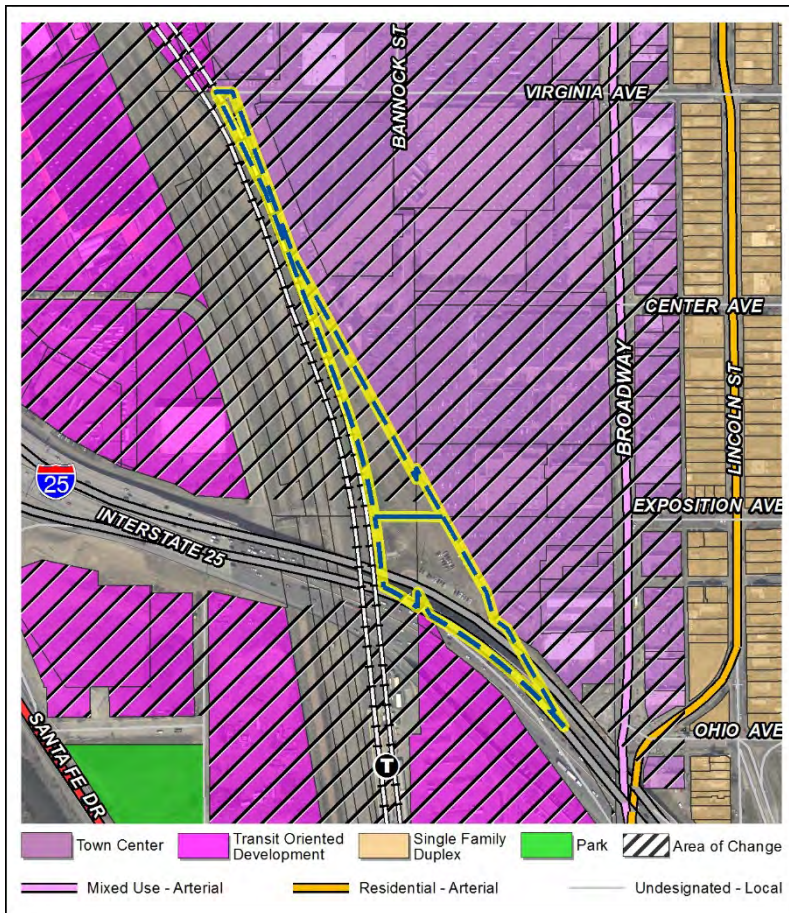 BANNOCK ST
VIRGINIA AVE
CENTER AVE
BROADWAY
LINCOLN ST
25
INTERSTATE 25
EXPOSITION AVE
SANTA FE DR
OHIO AVE
T
Town Center
Transit Oriented
Development
Single Family
Duplex
Park
Area of Change
Mixed Use - Arterial
Residential - Arterial
Undesignated - Local